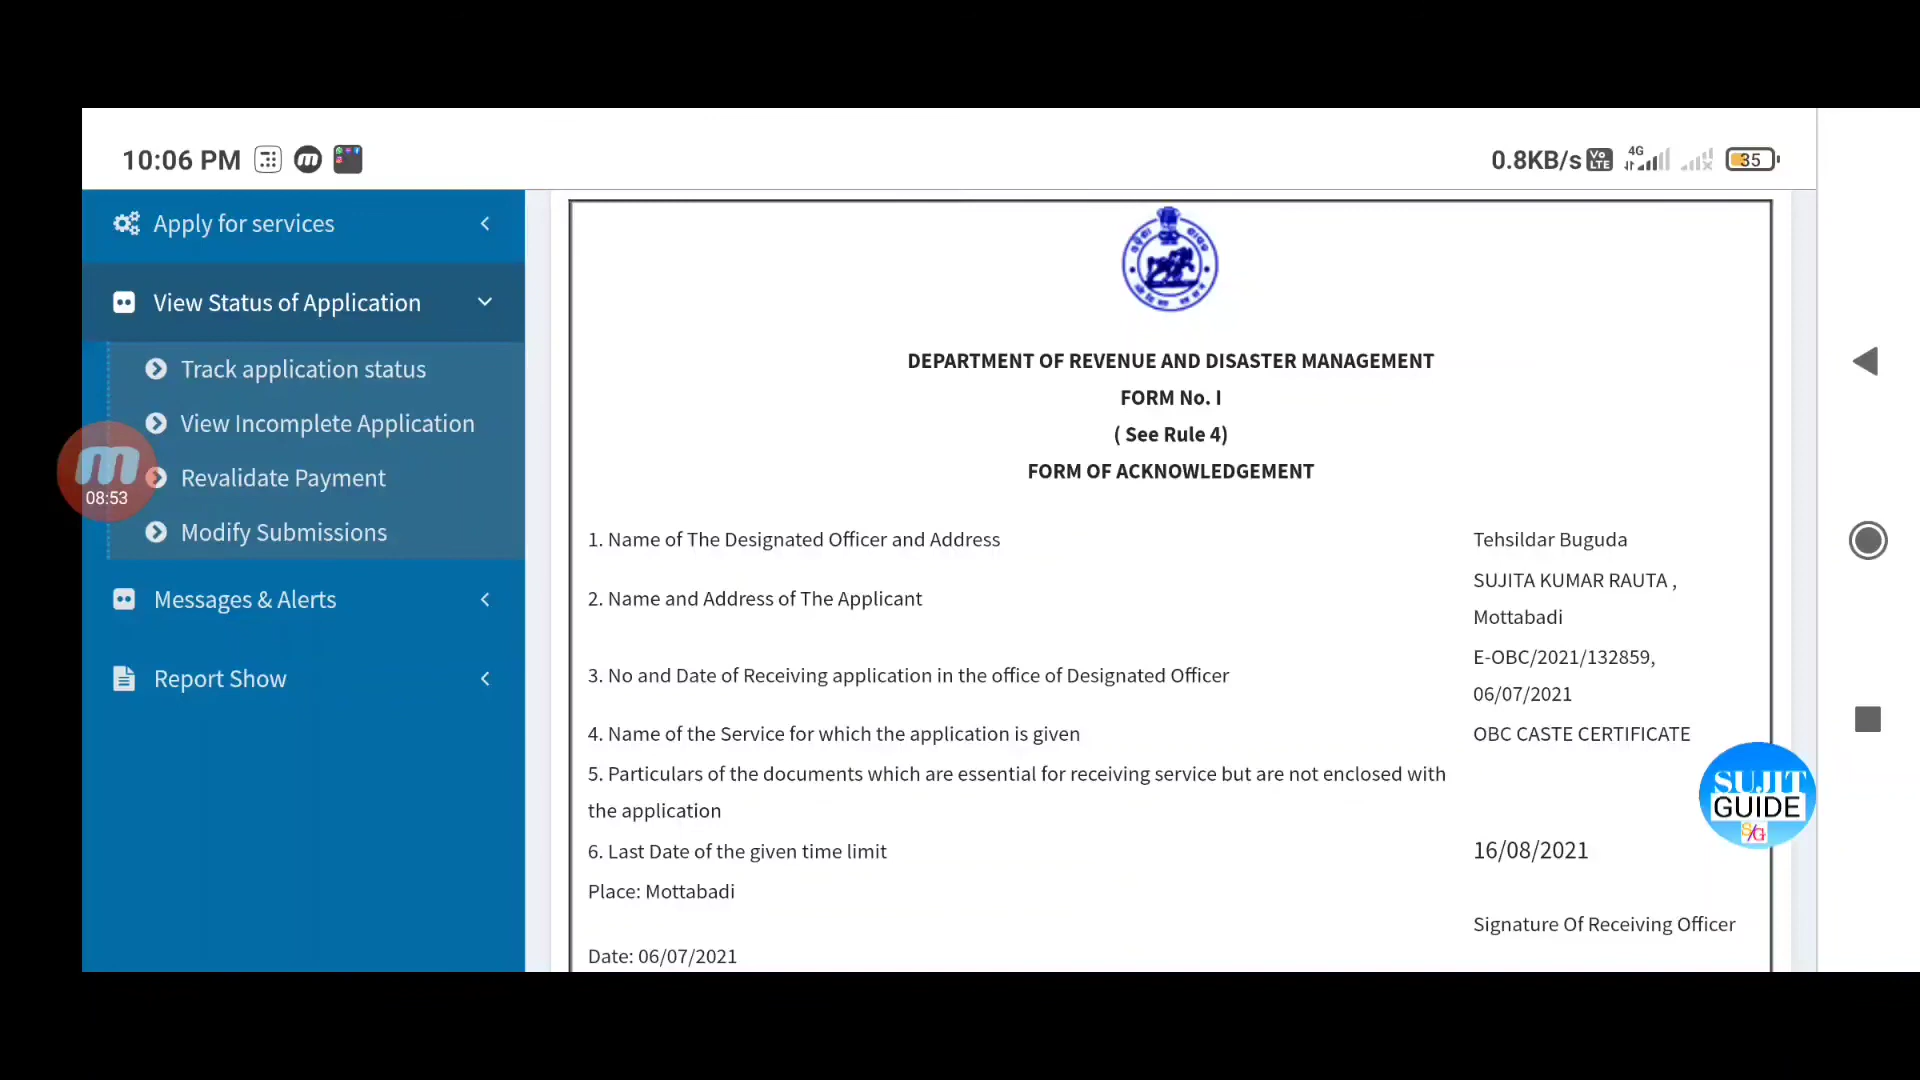 10:06 PM
0.8KB/s Vo LTE 4G 35
Apply for services
View Status of Application
Track application status
View Incomplete Application
Revalidate Payment
08:53
Modify Submissions
Messages & Alerts
Report Show
DEPARTMENT OF REVENUE AND DISASTER MANAGEMENT
FORM No. I
( See Rule 4)
FORM OF ACKNOWLEDGEMENT
1. Name of The Designated Officer and Address
Tehsildar Buguda
2. Name and Address of The Applicant
SUJITA KUMAR RAUTA ,
Mottabadi
3. No and Date of Receiving application in the office of Designated Officer
E-OBC/2021/132859,
06/07/2021
4. Name of the Service for which the application is given
OBC CASTE CERTIFICATE
5. Particulars of the documents which are essential for receiving service but are not enclosed with
the application
6. Last Date of the given time limit
16/08/2021
Place: Mottabadi
Signature Of Receiving Officer
Date: 06/07/2021
SUJIT
GUIDE
S/G